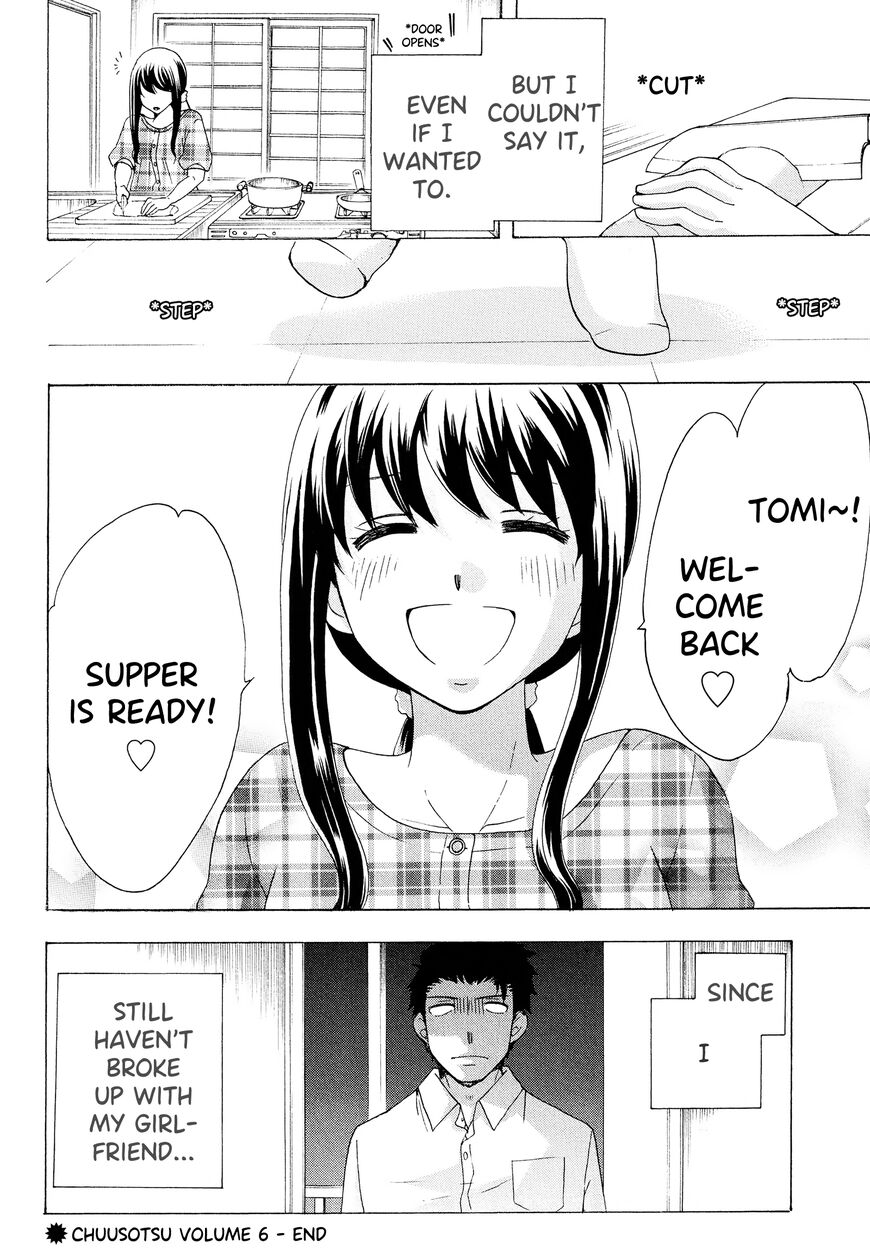 *CUT*
BUT I
COULDN'T
SAY IT,
EVEN
IF I
WANTED
TO.
*DOOR
OPENS*
*STEP*
*STEP*
TOMI~!
WEL-
COME
BACK
♡
SUPPER
IS READY!
♡
SINCE
I
STILL
HAVEN'T
BROKE
UP WITH
MY GIRL-
FRIEND...
CHUUSOTSU VOLUME 6 - END